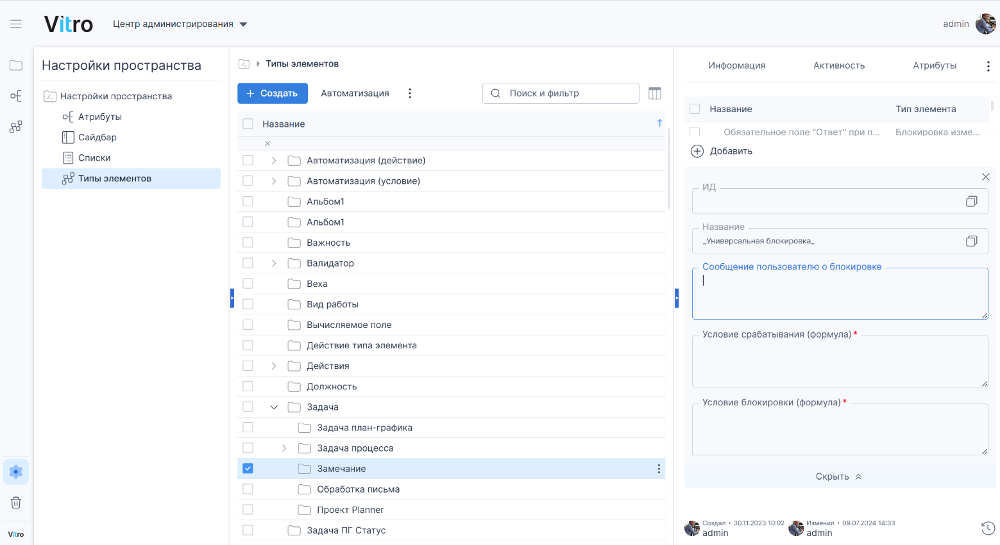 Vitro
Центр администрирования
admin
Настройки пространства
Настройки пространства
Атрибуты
Сайдбар
Списки
Типы элементов
Vitro
Типы элементов
Создать
Автоматизация
Поиск и фильтр
Название
Автоматизация (действие)
Автоматизация (условие)
Альбом1
Альбом1
Важность
Валидатор
Веха
Вид работы
Вычисляемое поле
Действие типа элемента
Действия
Должность
Задача
Задача план-графика
Задача процесса
Замечание
Обработка письма
Проект Planner
Задача ПГ Статус
Информация Активность Атрибуты
Название Тип элемента
Обязательное поле "Ответ" при п... Блокировка изме...
Добавить
ИД
Название
_Универсальная блокировка_
Сообщение пользователю о блокировке
Условие срабатывания (формула)*
Условие блокировки (формула)*
Скрыть
Создал • 30.11.2023 10:02
admin
Изменил • 09.07.2024 14:33
admin